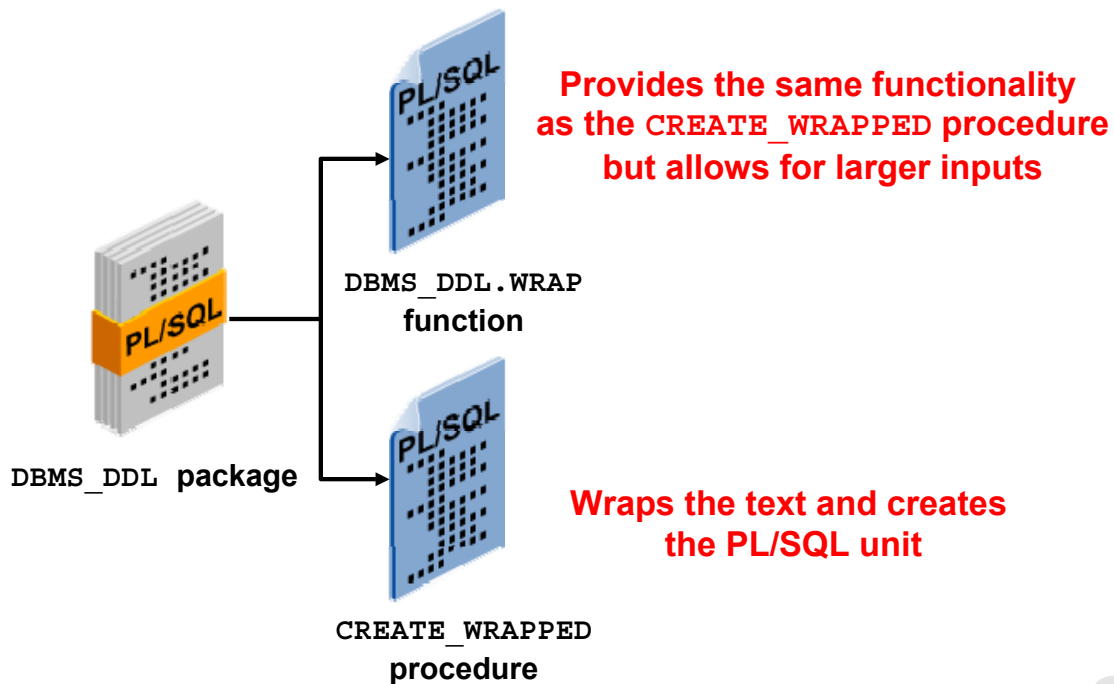 PL/SQL
Provides the same functionality
as the CREATE_WRAPPED procedure
but allows for larger inputs
DBMS_DDL.WRAP
function
PL/SQL
DBMS_DDL package
PL/SQL
Wraps the text and creates
the PL/SQL unit
CREATE_WRAPPED
procedure